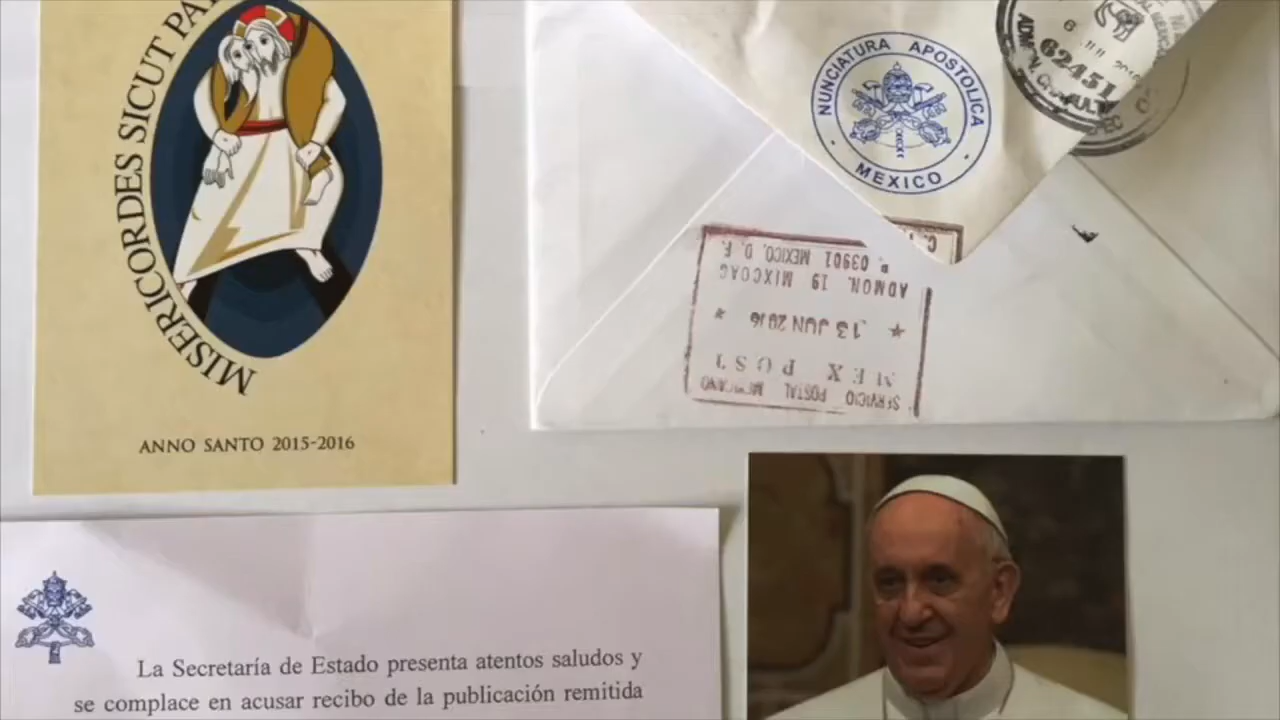 MISERICORDES SICUT PA
ANNO SANTO 2015-2016
NUNCIATURA APOSTOLICA
MEXICO
6
62451
C.
P. 03901 MEXICO, D. F.
ADMON. 19 MIXCOAC
* 13 JUN 2016 *
MEX POST
SERVICIO POSTAL MEXICANO
La Secretaría de Estado presenta atentos saludos y
se complace en acusar recibo de la publicación remitida